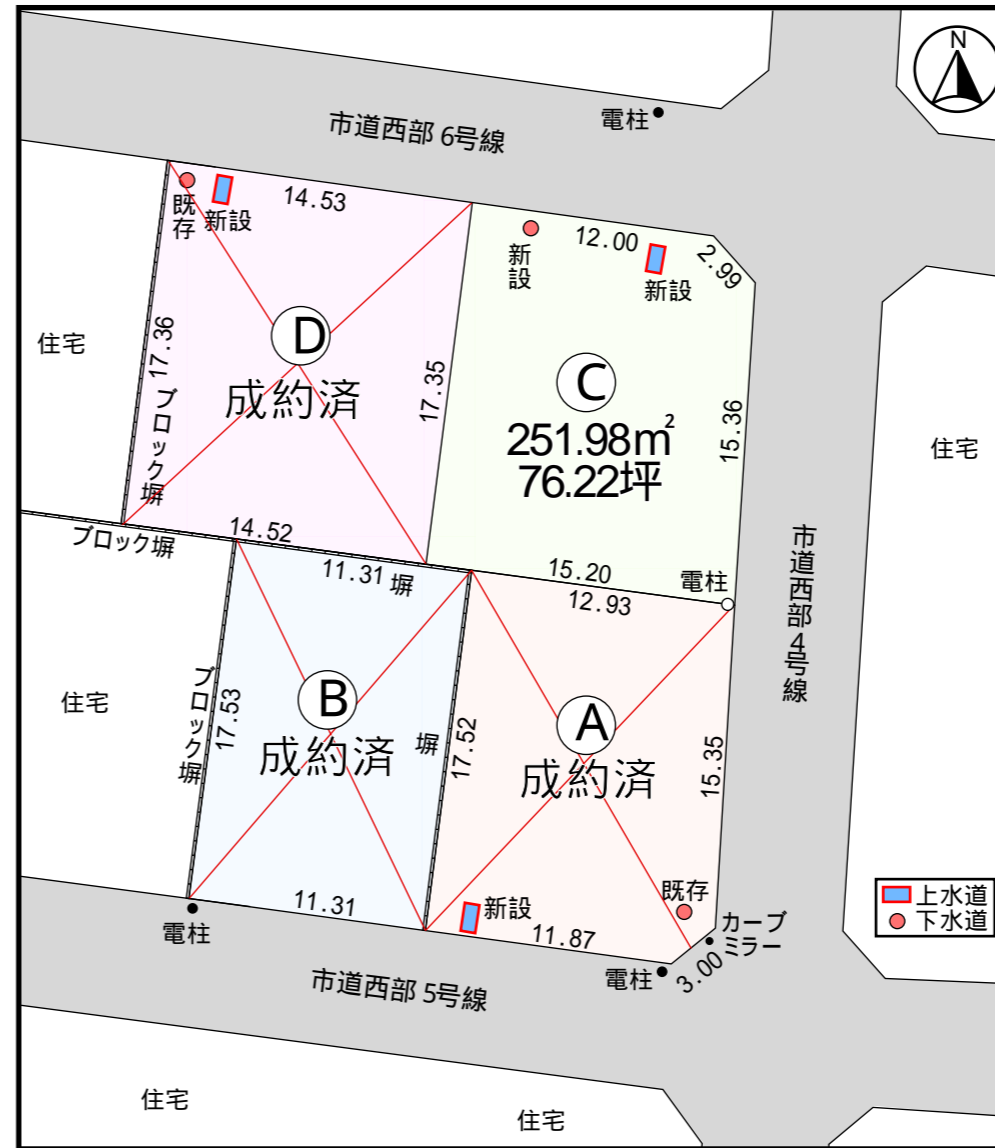 N
市道西部 6号線
電柱
既存
新設
14.53
新設
12.00
新設
2.99
住宅
17.36
ブロック塀
D
成約済
17.35
C
251.98㎡
76.22坪
15.36
住宅
ブロック塀
14.52
11.31
塀
15.20
12.93
電柱
市道西部4号線
住宅
ブロック塀
17.53
B
成約済
塀
17.52
A
成約済
15.35
11.31
新設
既存
11.87
カーブ
ミラー
3.00
電柱
電柱
上水道
下水道
市道西部 5号線
住宅
住宅